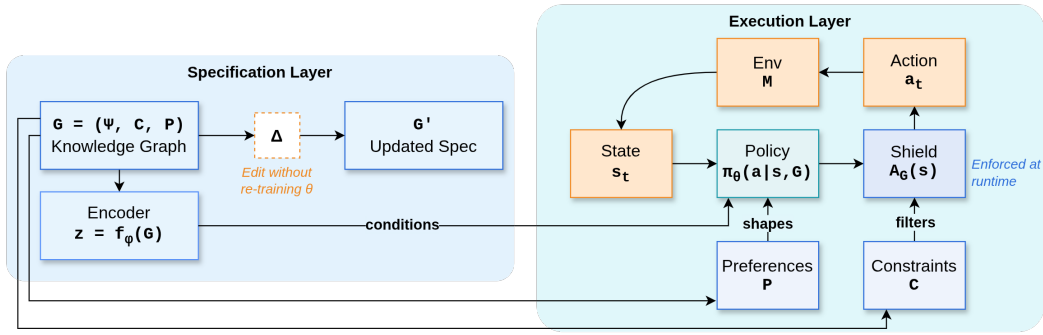 Execution Layer
Specification Layer
Env
M
Action
a_t
G = (Ψ, C, P)
Knowledge Graph
Δ
G'
Updated Spec
Edit without
re-training θ
State
s_t
Policy
π_θ(a|s,G)
Shield
A_G(s)
Enforced at
runtime
Encoder
z = f_φ(G)
conditions
shapes
filters
Preferences
P
Constraints
C